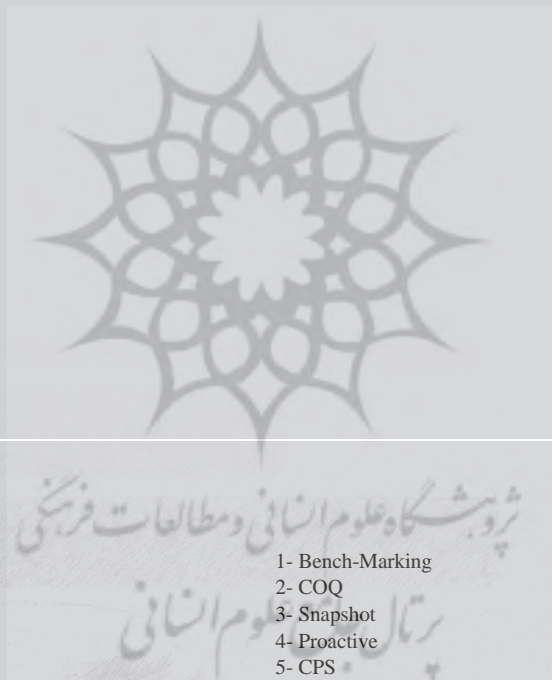 پژوهشگاه علوم انسانی و مطالعات فرهنگی
1- Bench-Marking
2- COQ
پرتال جامع علوم انسانی
3- Snapshot
4- Proactive
5- CPS